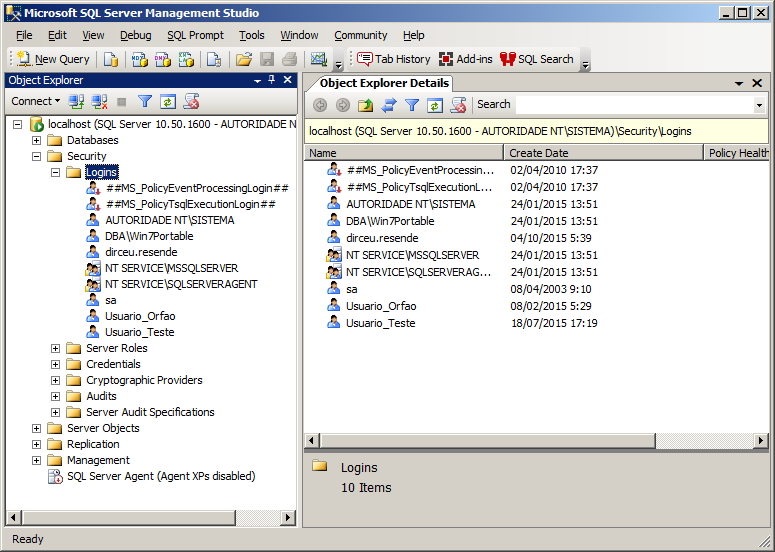 Microsoft SQL Server Management Studio
File Edit View Debug SQL Prompt Tools Window Community Help
New Query Tab History Add-ins SQL Search
Object Explorer
Connect
localhost (SQL Server 10.50.1600 - AUTORIDADE N
Databases
Security
Logins
##MS_PolicyEventProcessingLogin##
##MS_PolicyTsqlExecutionLogin##
AUTORIDADE NT\SISTEMA
DBA\Win7Portable
dirceu.resende
NT SERVICE\MSSQLSERVER
NT SERVICE\SQLSERVERAGENT
sa
Usuario_Orfao
Usuario_Teste
Server Roles
Credentials
Cryptographic Providers
Audits
Server Audit Specifications
Server Objects
Replication
Management
SQL Server Agent (Agent XPs disabled)
Object Explorer Details
Search
localhost (SQL Server 10.50.1600 - AUTORIDADE NT\SISTEMA)\Security\Logins
Name Create Date Policy Health
##MS_PolicyEventProcessin... 02/04/2010 17:37
##MS_PolicyTsqlExecutionL... 02/04/2010 17:37
AUTORIDADE NT\SISTEMA 24/01/2015 13:51
DBA\Win7Portable 24/01/2015 13:51
dirceu.resende 04/10/2015 5:39
NT SERVICE\MSSQLSERVER 24/01/2015 13:51
NT SERVICE\SQLSERVERAG... 24/01/2015 13:51
sa 08/04/2003 9:10
Usuario_Orfao 08/02/2015 5:29
Usuario_Teste 18/07/2015 17:19
Logins
10 Items
Ready